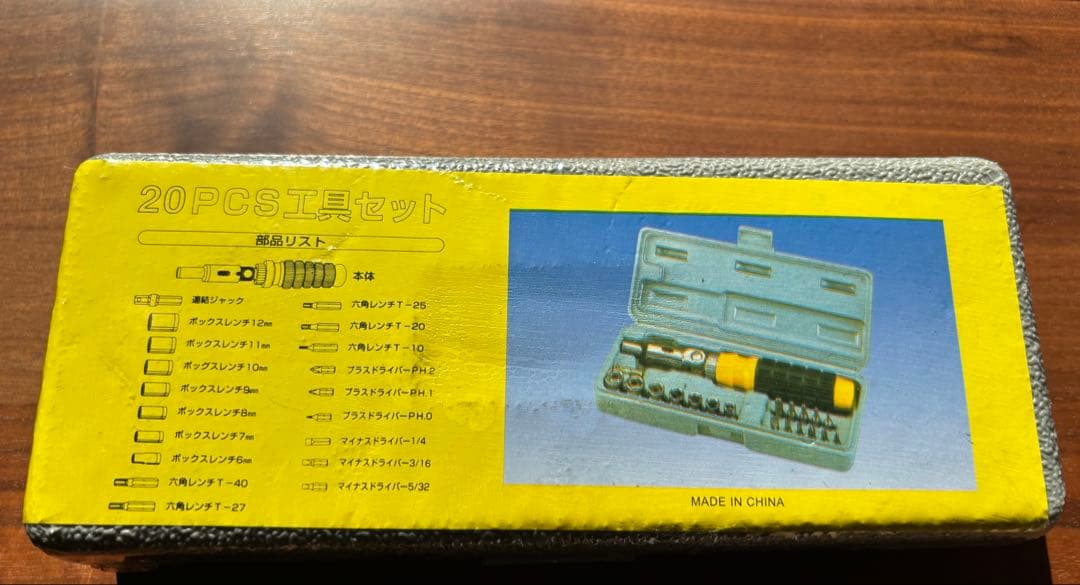 20PCS工具セット
部品リスト
本体
連結ジャック
ボックスレンチ12㎜
ボックスレンチ11㎜
ボッグスレンチ10㎜
ボックスレンチ9㎜
ボックスレンチ8㎜
ボックスレンチ7㎜
ボックスレンチ6㎜
六角レンチT-40
六角レンチT-27
六角レンチT-25
六角レンチT-20
六角レンチT-10
プラスドライバーPH.2
プラスドライバーPH.1
プラスドライバーPH.0
マイナスドライバー1/4
マイナスドライバー3/16
マイナスドライバー5/32
MADE IN CHINA